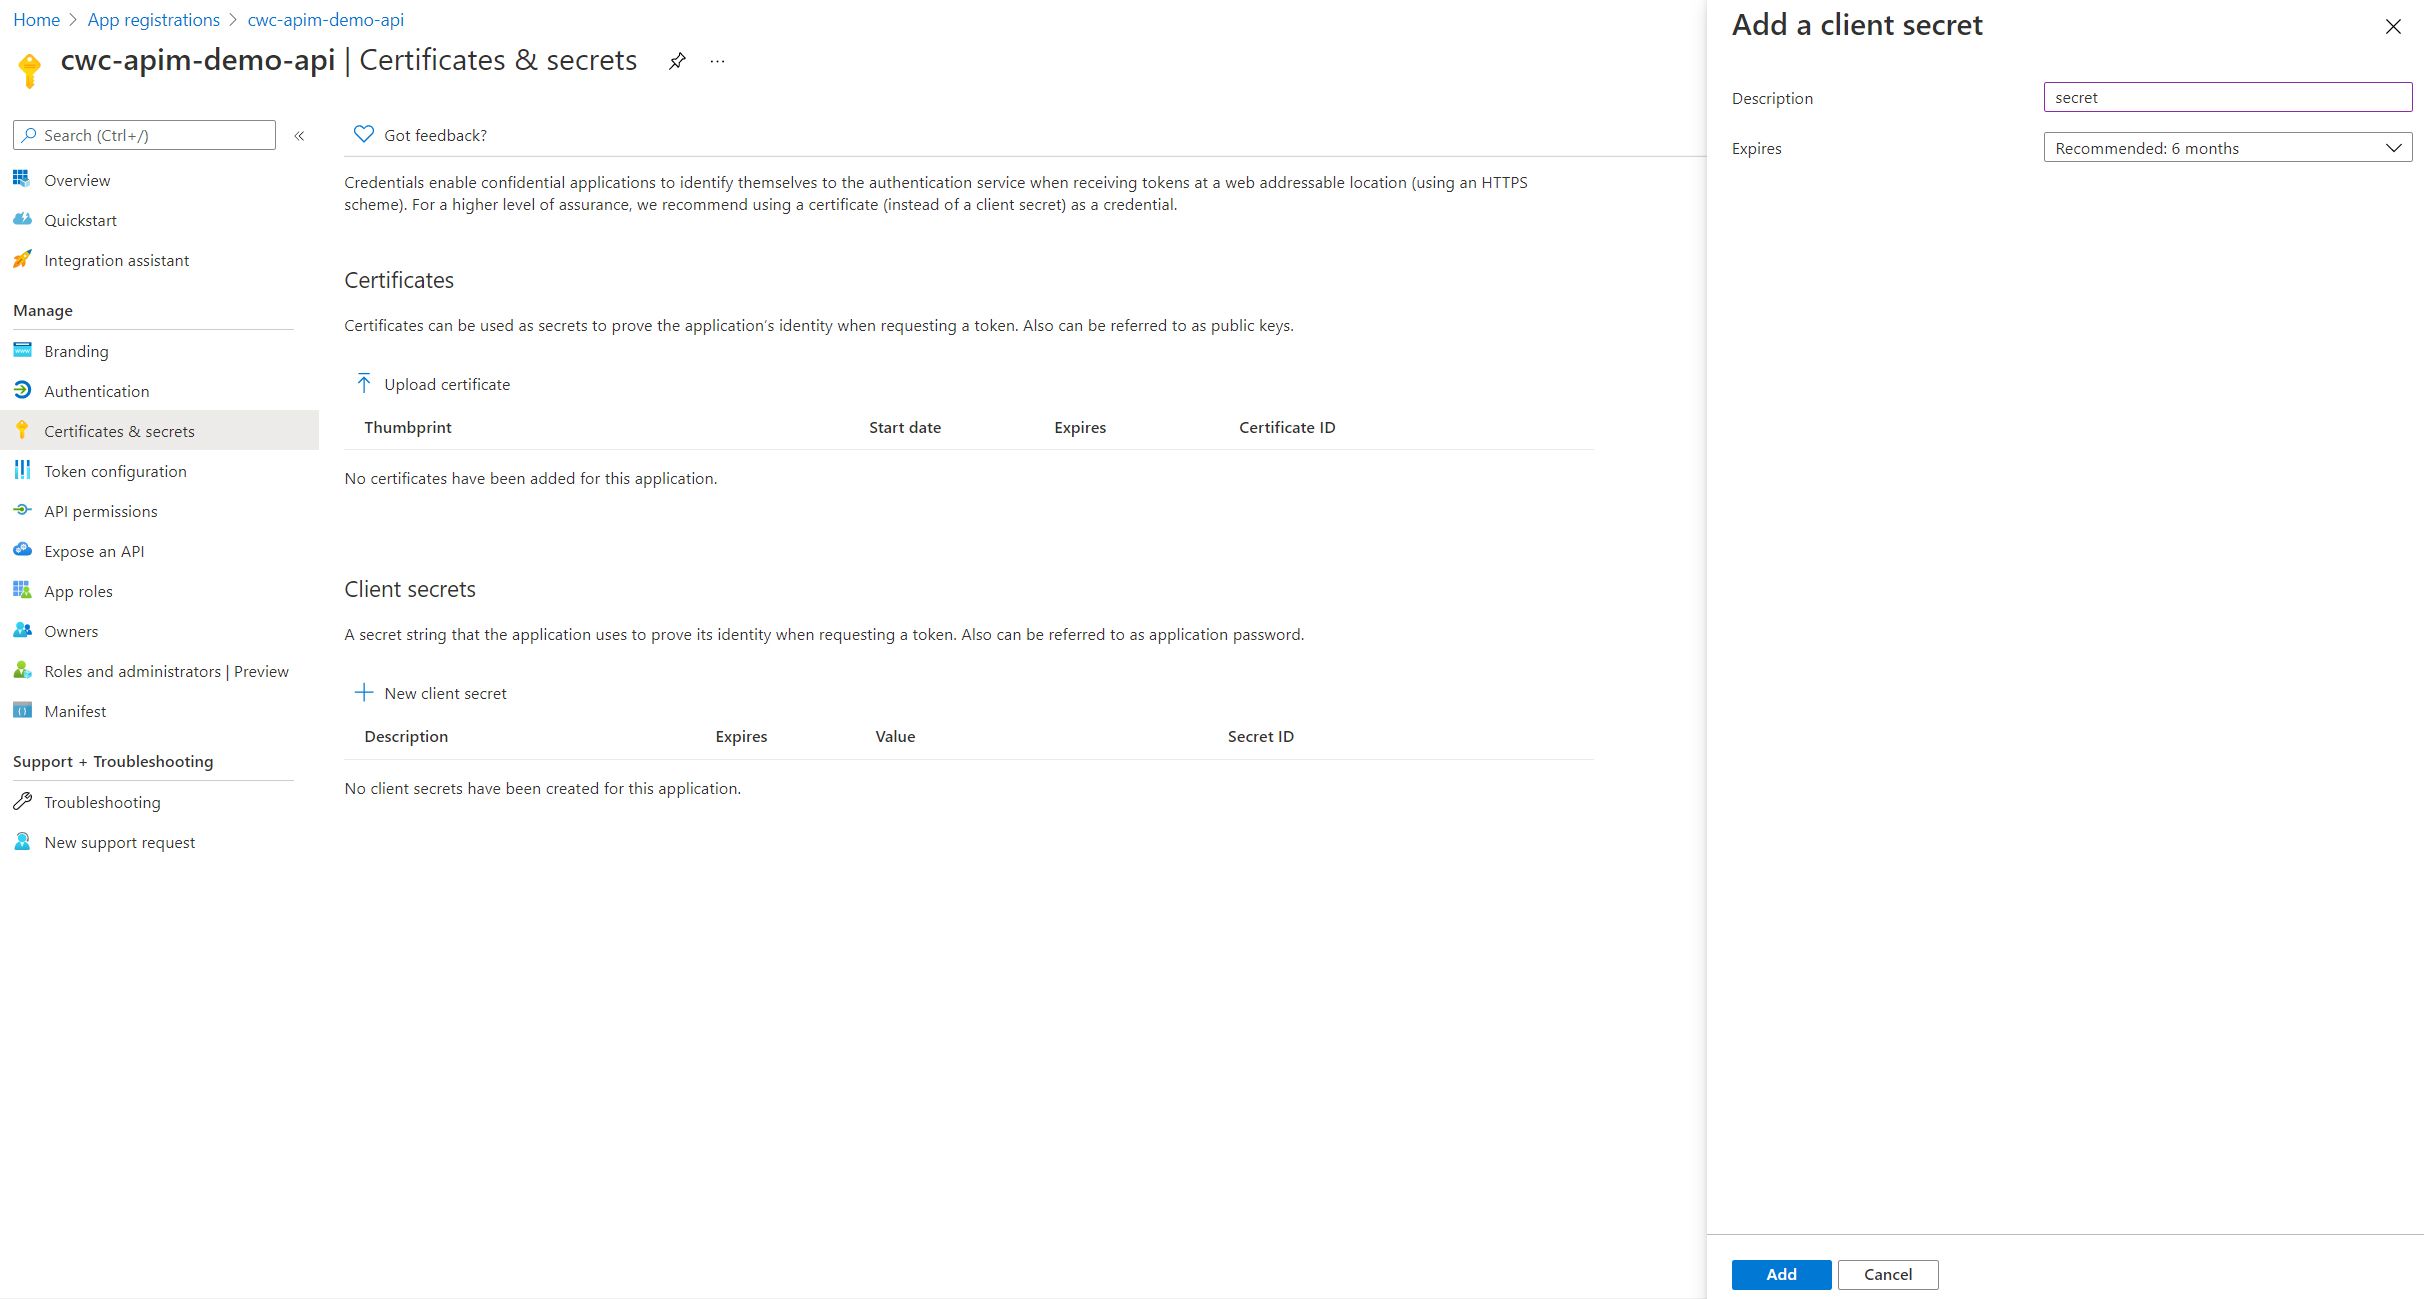 Home > App registrations > cwc-apim-demo-api
cwc-apim-demo-api | Certificates & secrets
Search (Ctrl+/)
Overview
Quickstart
Integration assistant
Manage
Branding
Authentication
Certificates & secrets
Token configuration
API permissions
Expose an API
App roles
Owners
Roles and administrators | Preview
Manifest
Support + Troubleshooting
Troubleshooting
New support request
Got feedback?
Credentials enable confidential applications to identify themselves to the authentication service when receiving tokens at a web addressable location (using an HTTPS
scheme). For a higher level of assurance, we recommend using a certificate (instead of a client secret) as a credential.
Certificates
Certificates can be used as secrets to prove the application's identity when requesting a token. Also can be referred to as public keys.
Upload certificate
Thumbprint Start date Expires Certificate ID
No certificates have been added for this application.
Client secrets
A secret string that the application uses to prove its identity when requesting a token. Also can be referred to as application password.
New client secret
Description Expires Value Secret ID
No client secrets have been created for this application.
Add a client secret
Description secret
Expires Recommended: 6 months
Add Cancel